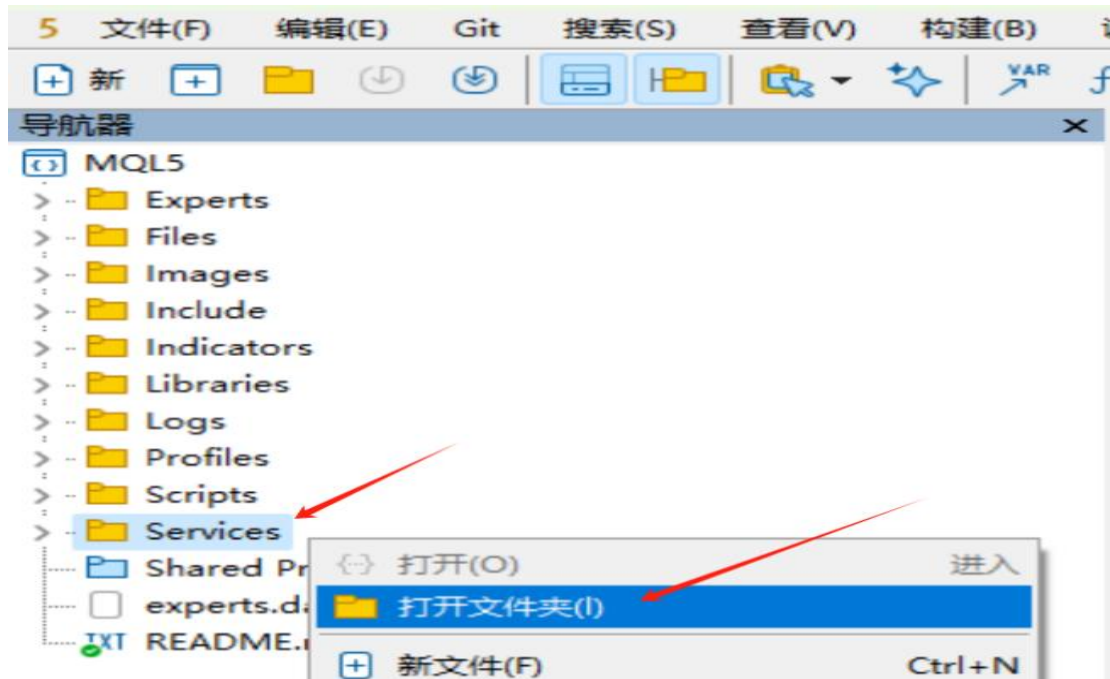 5 文件(F) 编辑(E) Git 搜索(S) 查看(V) 构建(B)
新 VAR
导航器
MQL5
Experts
Files
Images
Include
Indicators
Libraries
Logs
Profiles
Scripts
Services
Shared Pr
打开(O) 进入
experts.d
打开文件夹(I)
TXT README.
新文件(F) Ctrl+N